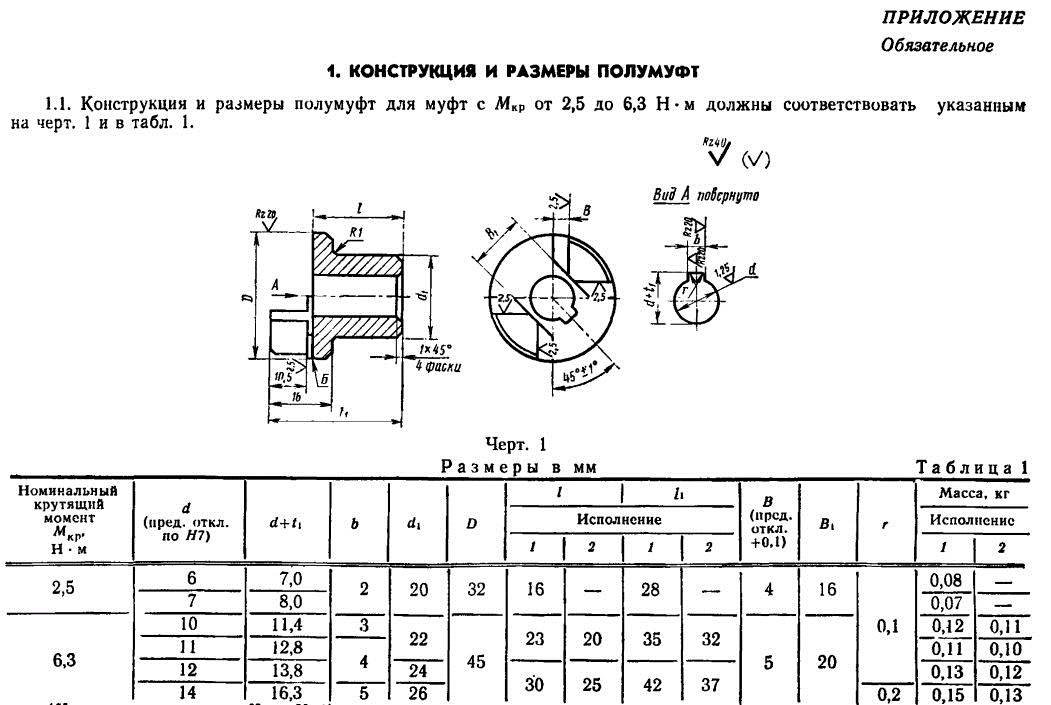 ПРИЛОЖЕНИЕ
Обязательное
1. КОНСТРУКЦИЯ И РАЗМЕРЫ ПОЛУМУФТ
1.1. Конструкция и размеры полумуфт для муфт с Мкр от 2,5 до 6,3 Н·м должны соответствовать указанным
на черт. 1 и в табл. 1.
Rz40
(√)
Вид А повернуто
Rz20
l
R1
D
А
d₁
1×45°
4 фаски
2,5
10,5
Б
16
l₁
2,5
В
В₁
2,5
2,5
2,5
45°±1°
Rz20
b
Rz20
1,25
d
r
d+t₁
Черт. 1
Размеры в мм
Таблица 1
Номинальный крутящий момент Мкр, Н·м
d (пред. откл. по Н7)
d+t₁
b
d₁
D
l
l₁
В (пред. откл. +0,1)
В₁
r
Масса, кг
Исполнение
Исполнение
1 2 1 2
1 2
2,5 6 7,0 2 20 32 16 — 28 — 4 16 0,1 0,08 —
7 8,0 0,07 —
6,3 10 11,4 3 22 45 23 20 35 32 5 20 0,12 0,11
11 12,8 4 0,11 0,10
12 13,8 24 30 25 42 37 0,13 0,12
14 16,3 5 26 0,2 0,15 0,13